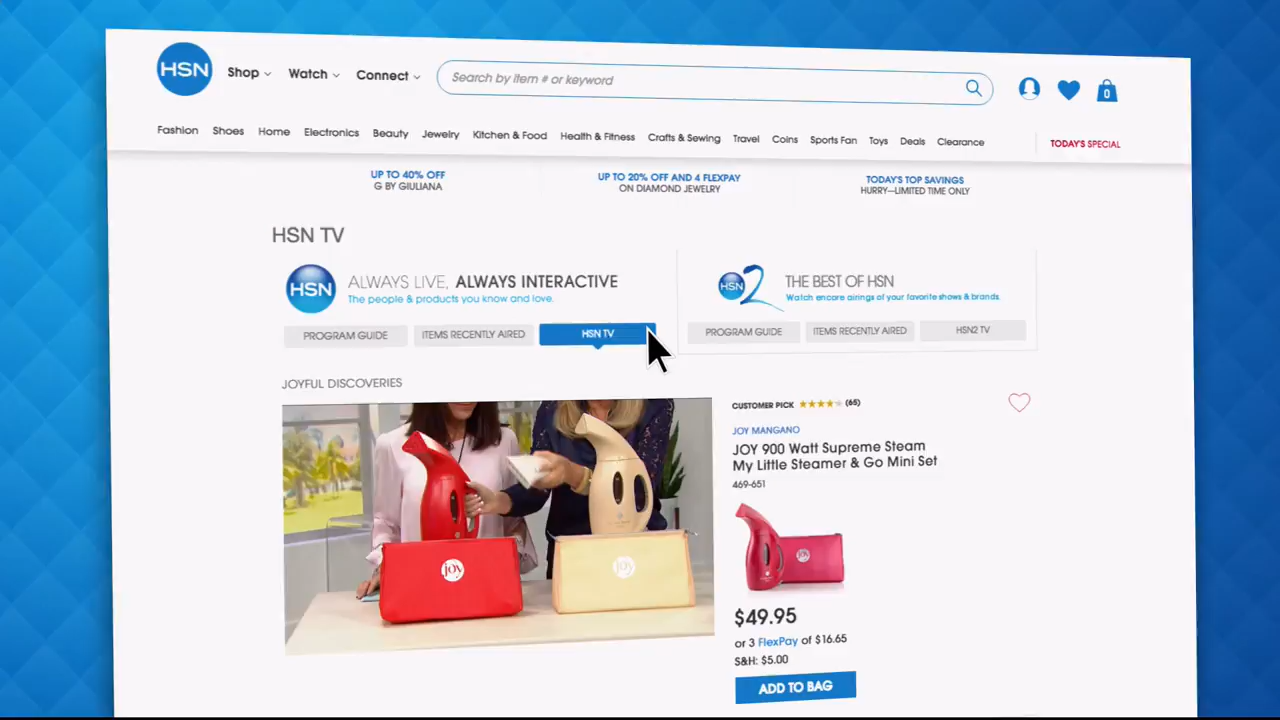 HSN
Shop
Watch
Connect
Search by item # or keyword
0
Fashion
Shoes
Home
Electronics
Beauty
Jewelry
Kitchen & Food
Health & Fitness
Crafts & Sewing
Travel
Coins
Sports Fan
Toys
Deals
Clearance
TODAY'S SPECIAL
UP TO 40% OFF
G BY GIULIANA
UP TO 20% OFF AND 4 FLEXPAY
ON DIAMOND JEWELRY
TODAY'S TOP SAVINGS
HURRY—LIMITED TIME ONLY
HSN TV
HSN
ALWAYS LIVE, ALWAYS INTERACTIVE
The people & products you know and love.
PROGRAM GUIDE
ITEMS RECENTLY AIRED
HSN TV
HSN 2
THE BEST OF HSN
Watch encore airings of your favorite shows & brands.
PROGRAM GUIDE
ITEMS RECENTLY AIRED
HSN2 TV
JOYFUL DISCOVERIES
joy
joy
CUSTOMER PICK
(65)
JOY MANGANO
JOY 900 Watt Supreme Steam
My Little Steamer & Go Mini Set
469-651
joy
$49.95
or 3 FlexPay of $16.65
S&H: $5.00
ADD TO BAG